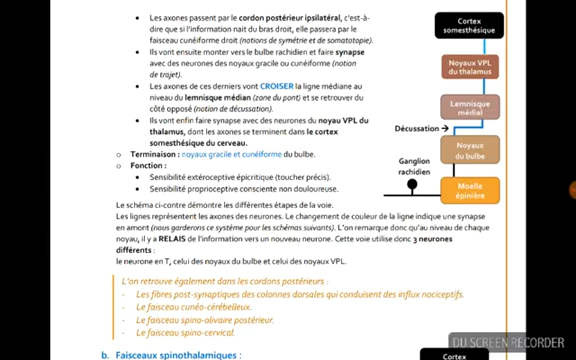 • Les axones passent par le cordon postérieur ipsilatéral, c'est-à-
dire que si l'information nait du bras droit, elle passera par le
faisceau cunéiforme droit (notions de symétrie et de somatotopie).
• Ils vont ensuite monter vers le bulbe rachidien et faire synapse
avec des neurones des noyaux gracile ou cunéiforme (notion
de trajet).
• Les axones de ces derniers vont CROISER la ligne médiane au
niveau du lemnisque médian (zone du pont) et se retrouver du
côté opposé (notion de décussation).
• Ils vont enfin faire synapse avec des neurones du noyau VPL du
thalamus, dont les axones se terminent dans le cortex
somesthésique du cerveau.
o Terminaison : noyaux gracile et cunéiforme du bulbe.
o Fonction :
• Sensibilité extéroceptive épicritique (toucher précis).
• Sensibilité proprioceptive consciente non douloureuse.
Cortex
somesthésique
Noyaux VPL
du thalamus
Lemnisque
médial
Décussation →
Noyaux
du bulbe
Ganglion
rachidien
Moelle
épinière
Le schéma ci-contre démontre les différentes étapes de la voie.
Les lignes représentent les axones des neurones. Le changement de couleur de la ligne indique une synapse
en amont (nous garderons ce système pour les schémas suivants). L'on remarque donc qu'au niveau de chaque
noyau, il y a RELAIS de l'information vers un nouveau neurone. Cette voie utilise donc 3 neurones
différents :
le neurone en T, celui des noyaux du bulbe et celui des noyaux VPL.
L'on retrouve également dans les cordons postérieurs :
- Les fibres post-synaptiques des colonnes dorsales qui conduisent des influx nociceptifs.
- Le faisceau cunéo-cérébelleux.
- Le faisceau spino-olivaire postérieur.
- Le faisceau spino-cervical.
b. Faisceaux spinothalamiques :
Cortex
DU SCREEN RECORDER